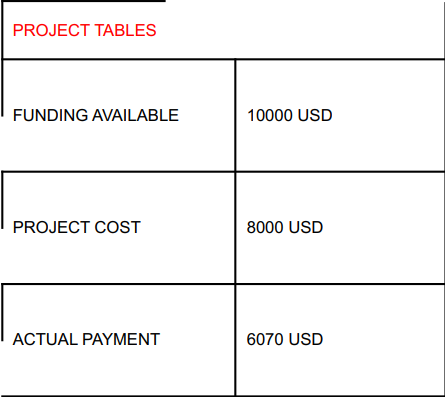 PROJECT TABLES
FUNDING AVAILABLE 10000 USD
PROJECT COST 8000 USD
ACTUAL PAYMENT 6070 USD